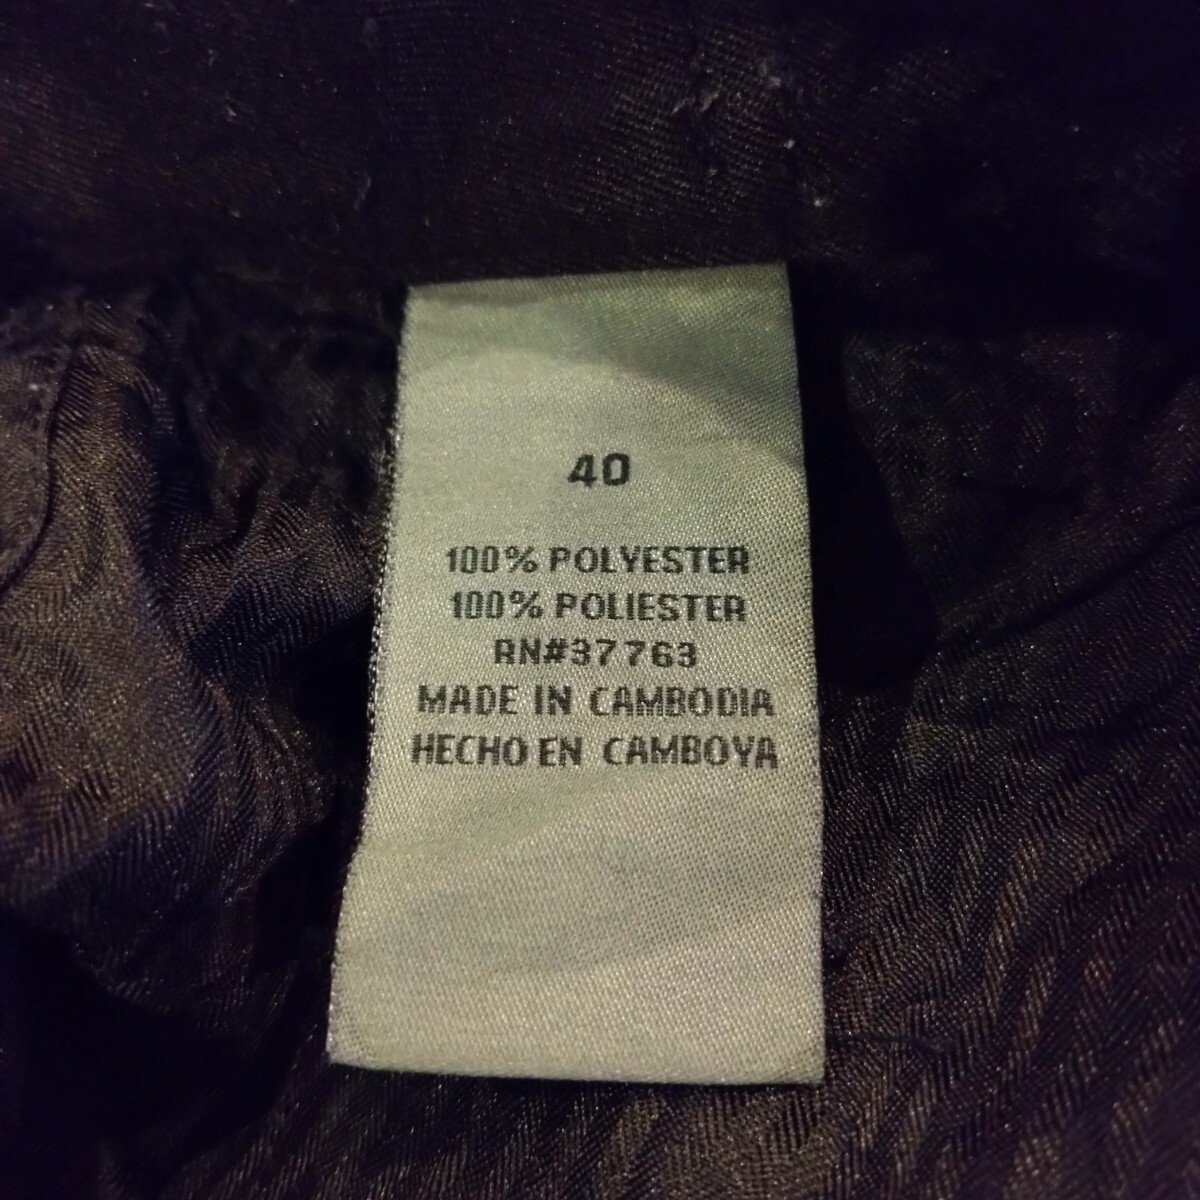 40
100% POLYESTER
100% POLIESTER
RN#37763
MADE IN CAMBODIA
HECHO EN CAMBOYA